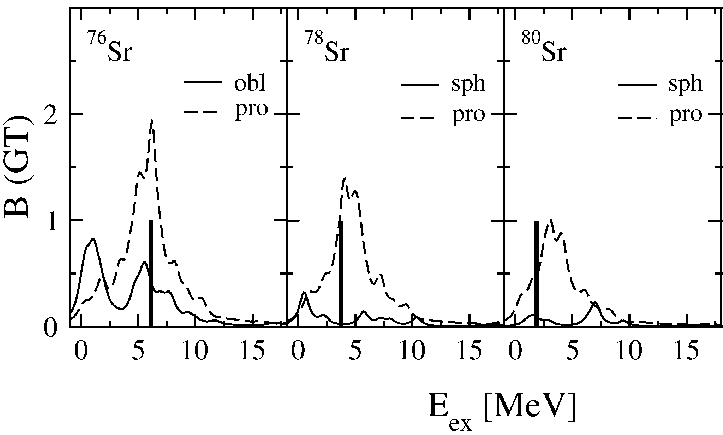 76Sr
obl
pro
78Sr
sph
pro
80Sr
sph
pro
B (GT)
2
1
0
0 5 10 15 0 5 10 15 0 5 10 15
Eex [MeV]